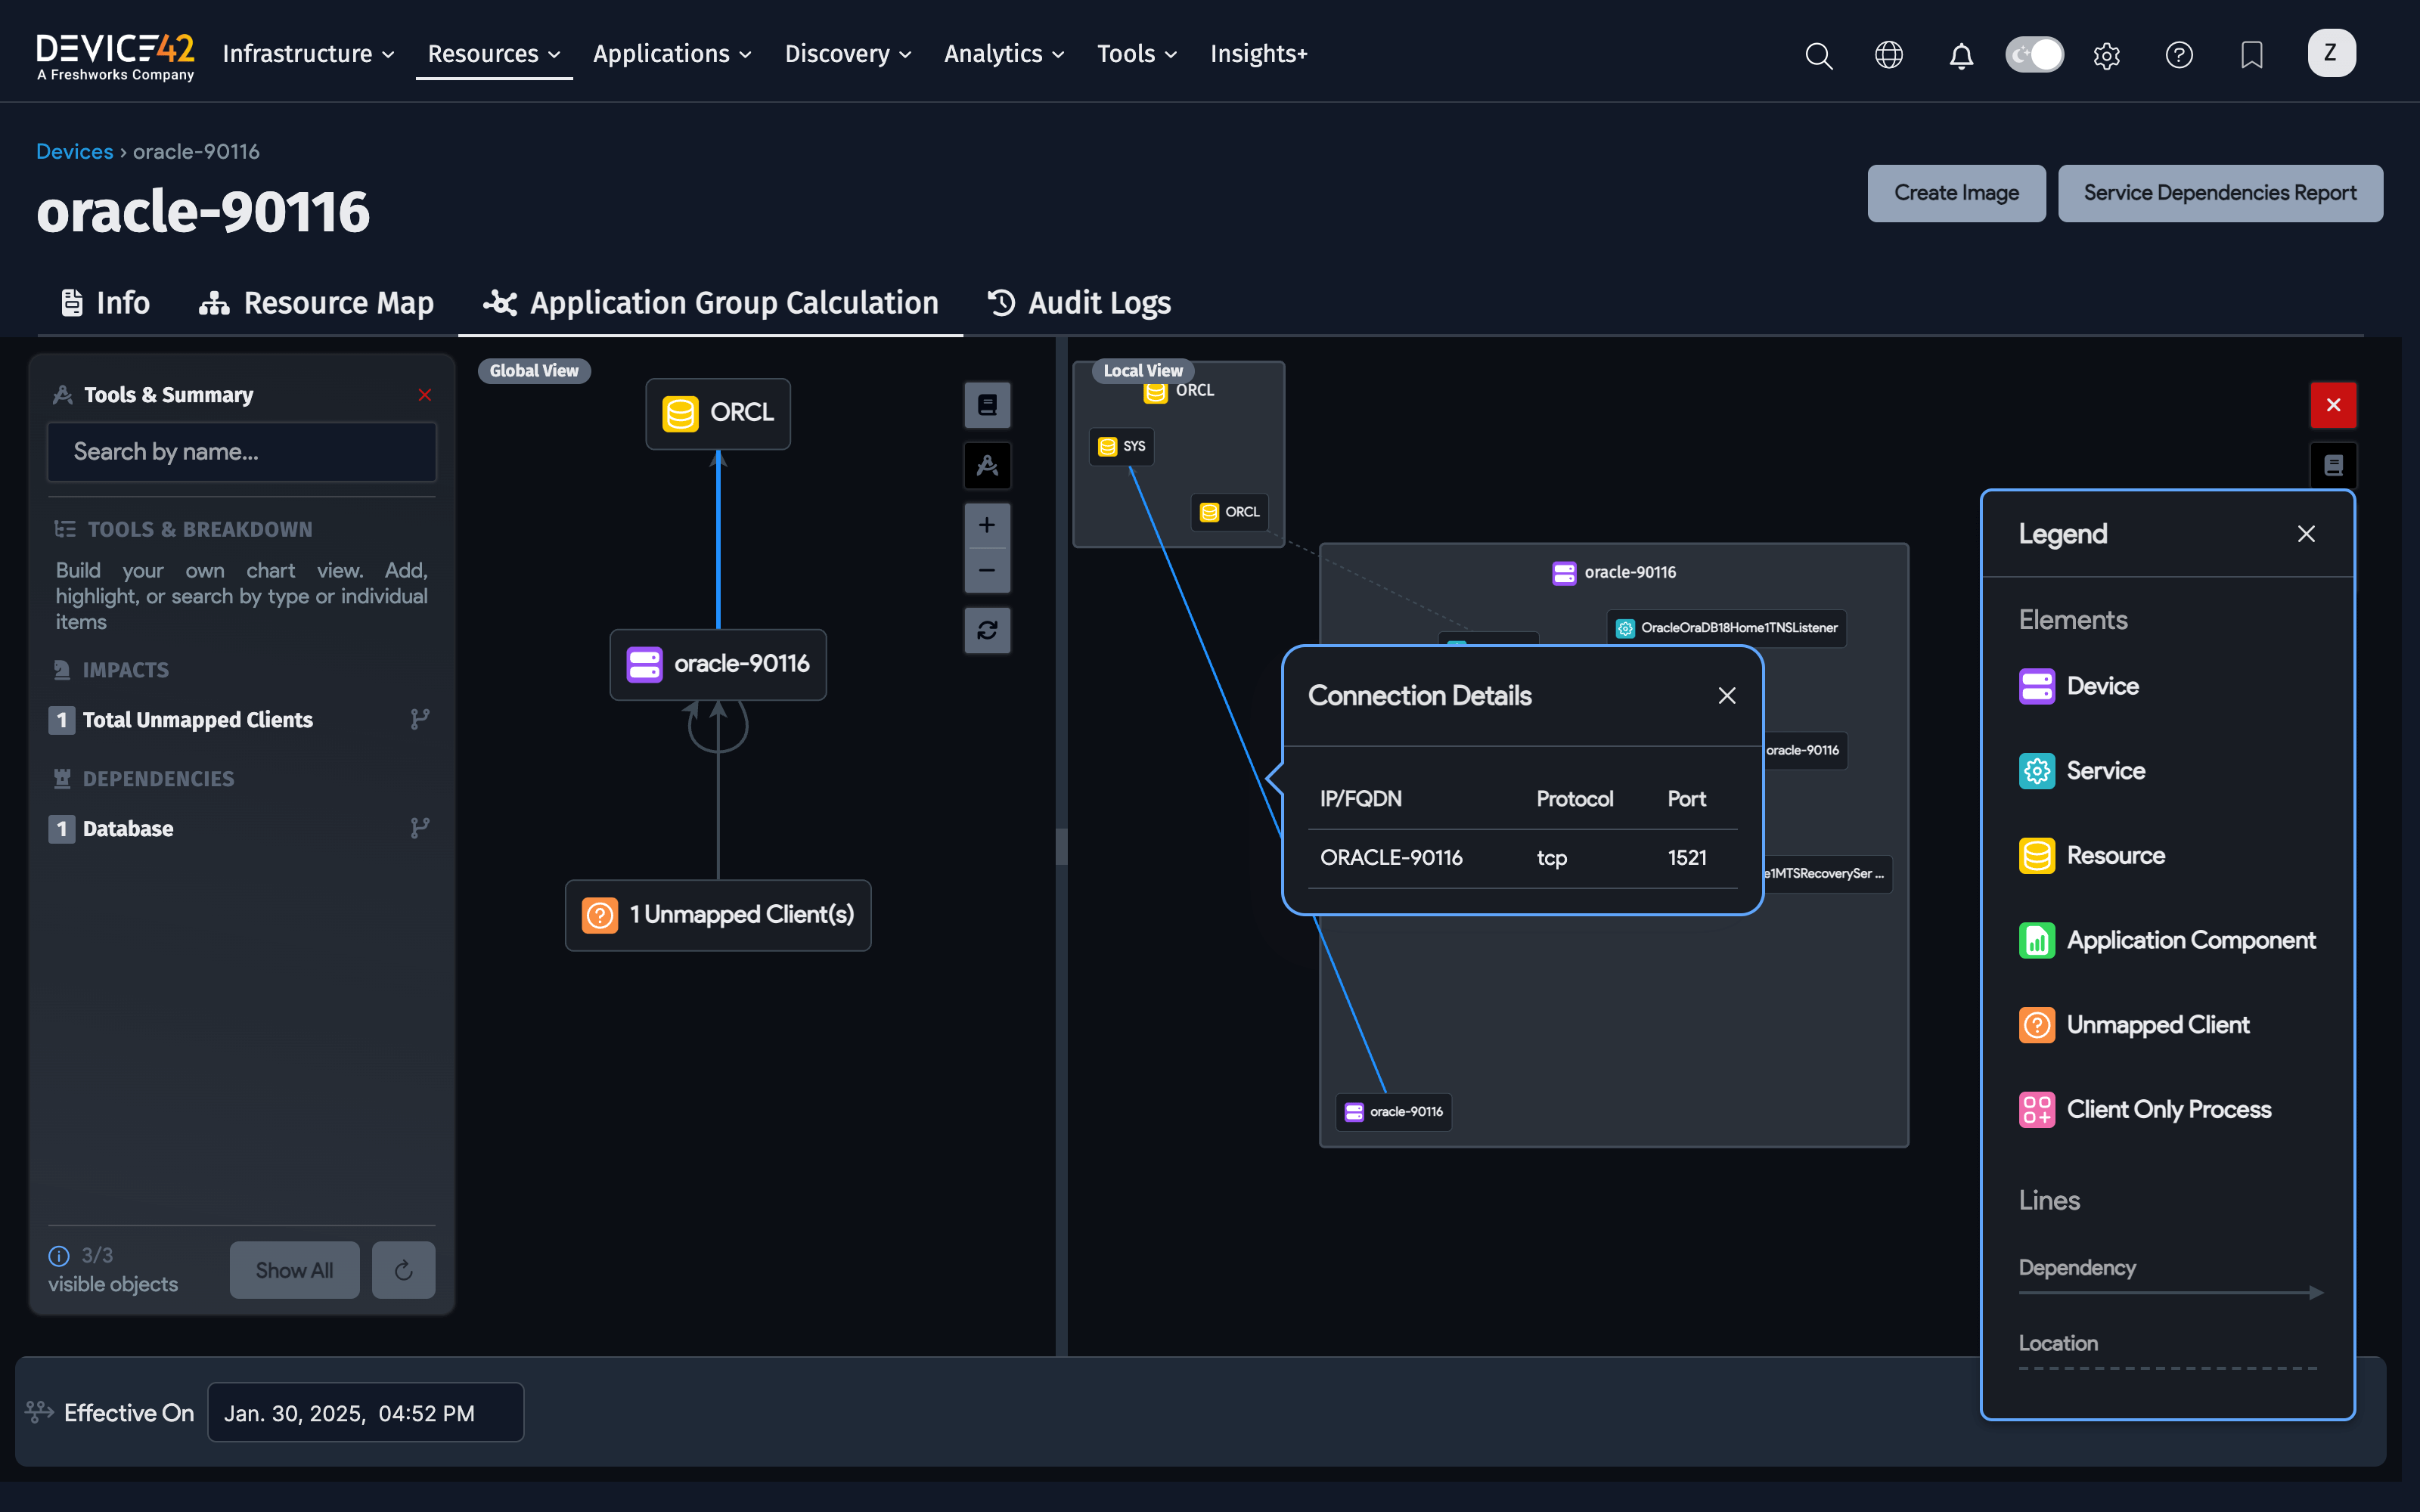 DEVICE42
A Freshworks Company
Infrastructure
Resources
Applications
Discovery
Analytics
Tools
Insights+
Z
Devices › oracle-90116
oracle-90116
Create Image
Service Dependencies Report
Info
Resource Map
Application Group Calculation
Audit Logs
Tools & Summary
Search by name...
TOOLS & BREAKDOWN
Build your own chart view. Add,
highlight, or search by type or individual
items
IMPACTS
1 Total Unmapped Clients
DEPENDENCIES
1 Database
3/3
visible objects
Show All
Global View
ORCL
oracle-90116
1 Unmapped Client(s)
Local View
ORCL
SYS
ORCL
oracle-90116
OracleOraDB18Home1TNSListener
oracle-90116
e1MTSRecoverySer ...
oracle-90116
Connection Details
IP/FQDN Protocol Port
ORACLE-90116 tcp 1521
Legend
Elements
Device
Service
Resource
Application Component
Unmapped Client
Client Only Process
Lines
Dependency
Location
Effective On
Jan. 30, 2025, 04:52 PM